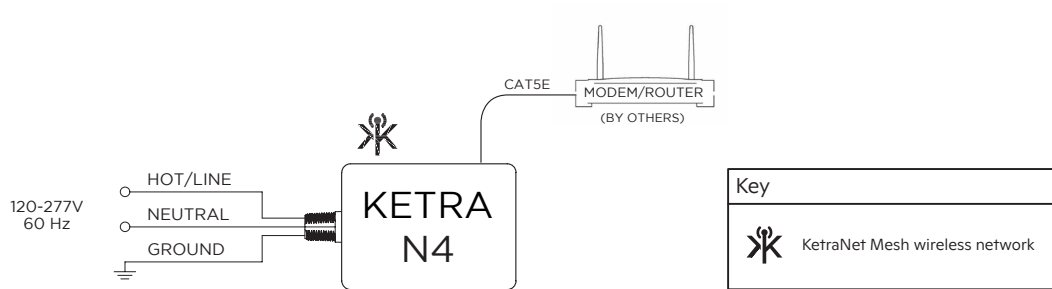 CAT5E
MODEM/ROUTER
(BY OTHERS)
HOT/LINE
120-277V
60 Hz
NEUTRAL
GROUND
KETRA
N4
Key
KetraNet Mesh wireless network